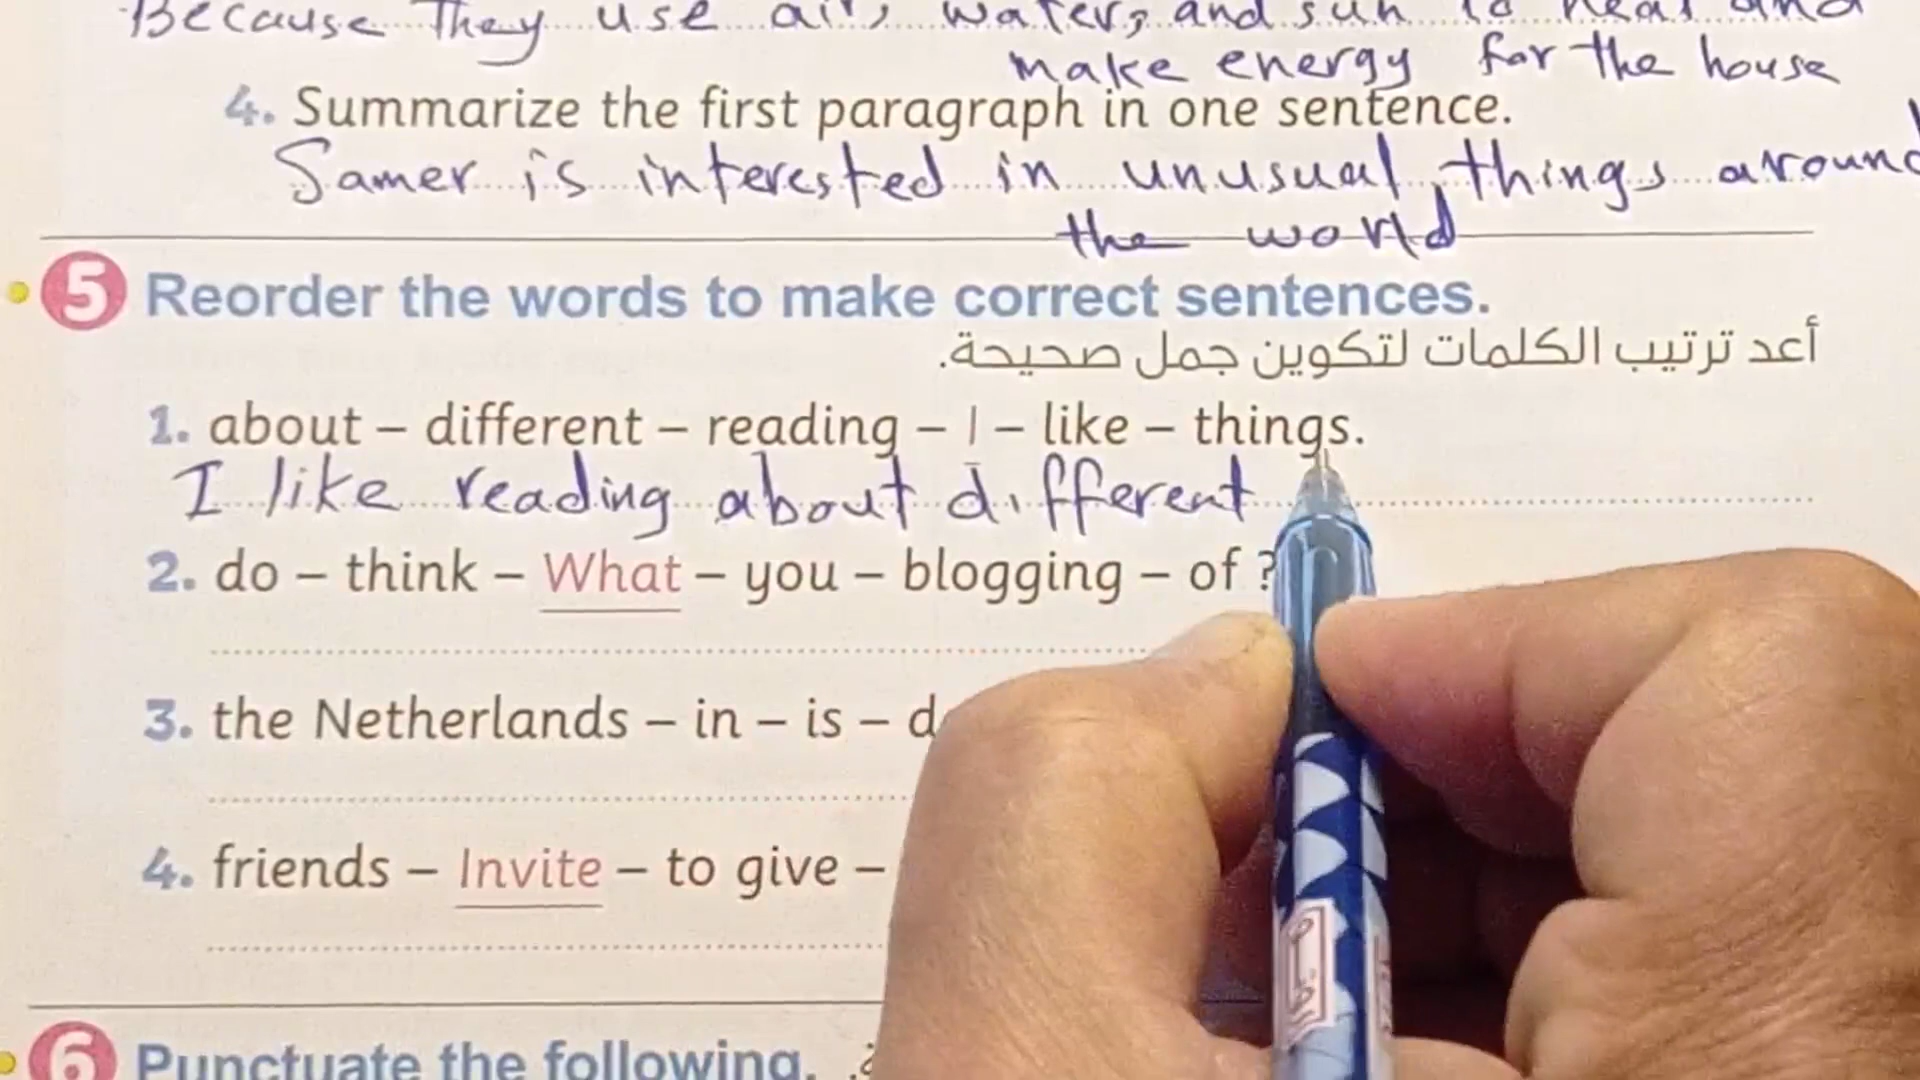 Because They use air, water, and sun to heat and
make energy for the house
4. Summarize the first paragraph in one sentence.
Samer is interested in unusual things around
the world
5 Reorder the words to make correct sentences.
أعد ترتيب الكلمات لتكوين جمل صحيحة.
1. about – different – reading – I – like – things.
I like reading about different
2. do – think – What – you – blogging – of ?
3. the Netherlands – in – is –
4. friends – Invite – to give –
6 Punctuate the following.